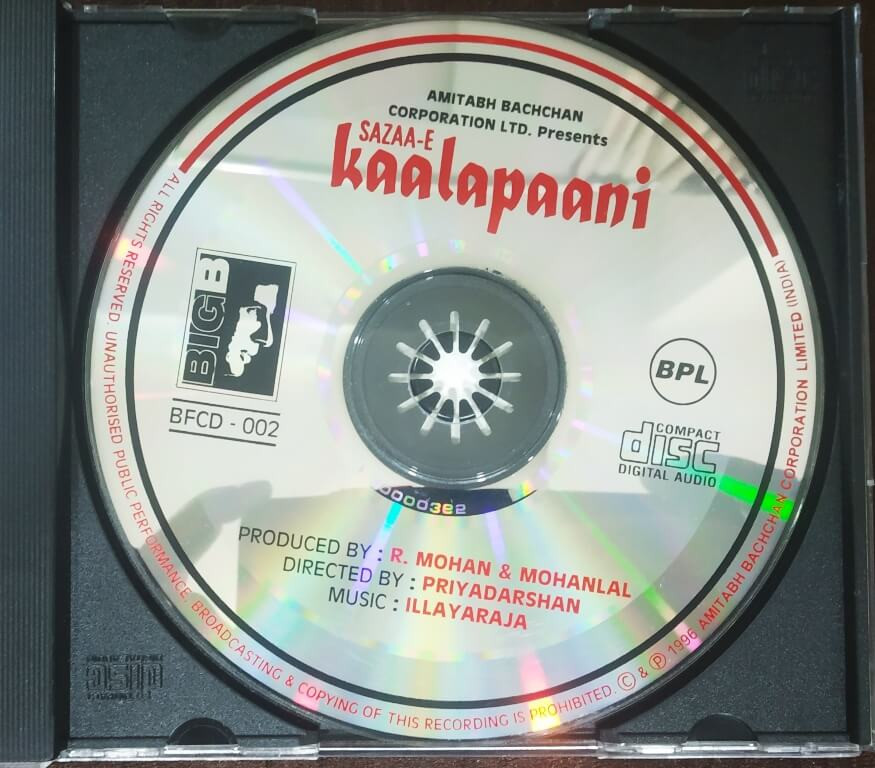 AMITABH BACHCHAN
CORPORATION LTD. Presents
SAZAA-E
kaalapaani
BIGB
BFCD - 002
BPL
COMPACT
disc
DIGITAL AUDIO
0000382
PRODUCED BY : R. MOHAN & MOHANLAL
DIRECTED BY : PRIYADARSHAN
MUSIC : ILLAYARAJA
ALL RIGHTS RESERVED. UNAUTHORISED PUBLIC PERFORMANCE, BROADCASTING & COPYING OF THIS RECORDING IS PROHIBITED. © & ℗ 1996 AMITABH BACHCHAN CORPORATION LIMITED (INDIA)